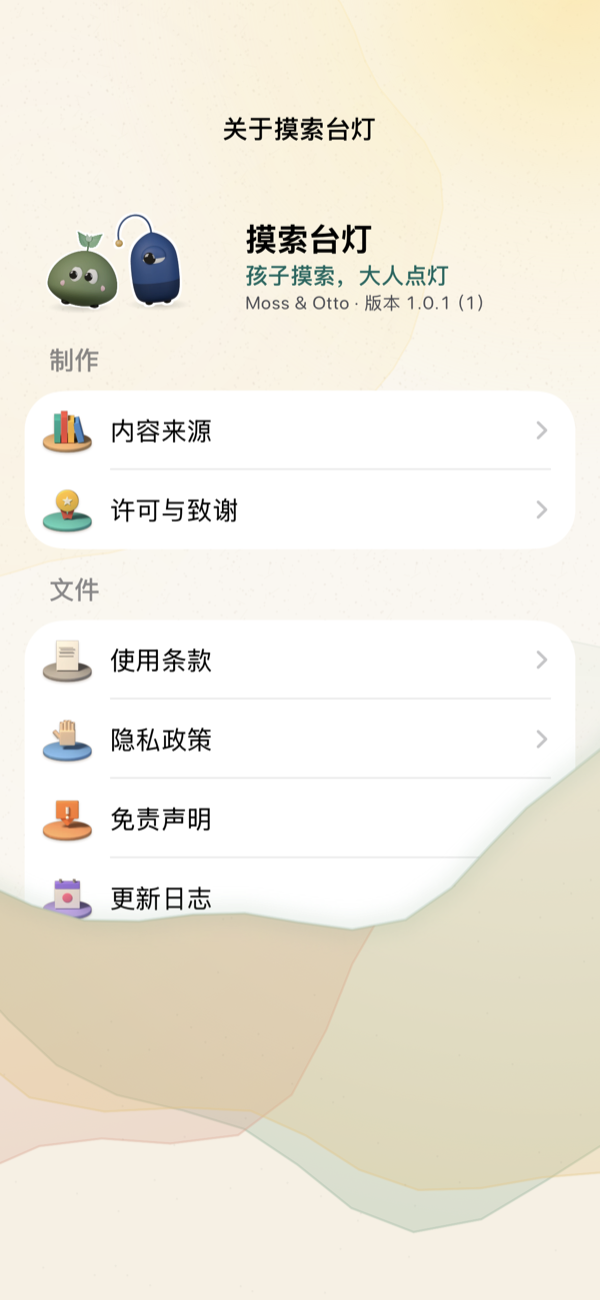 关于摸索台灯
摸索台灯
孩子摸索，大人点灯
Moss & Otto · 版本 1.0.1 (1)
制作
内容来源
许可与致谢
文件
使用条款
隐私政策
免责声明
更新日志